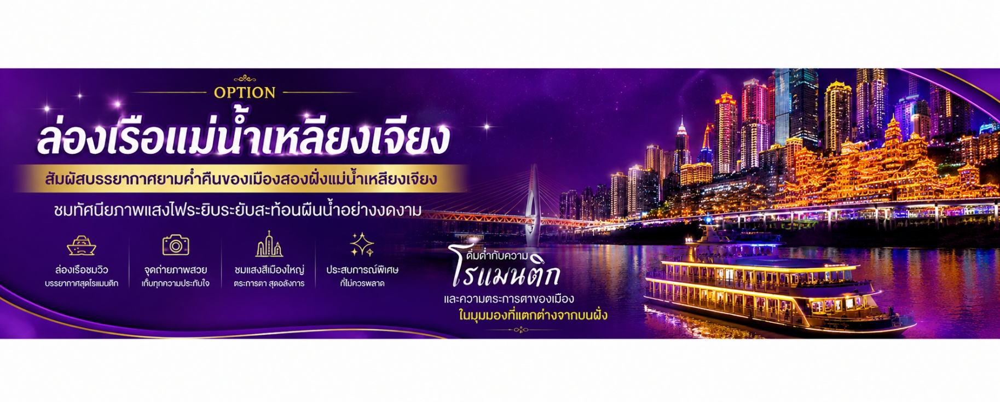 OPTION
ล่องเรือแม่น้ำเหลียงเจียง
สัมผัสบรรยากาศยามค่ำคืนของเมืองสองฝั่งแม่น้ำเหลียงเจียง
ชมทัศนียภาพแสงไฟระยิบระยับสะท้อนผืนน้ำอย่างงดงาม
ล่องเรือชมวิว
บรรยากาศสุดโรแมนติก
จุดถ่ายภาพสวย
เก็บทุกความประทับใจ
ชมแสงสีเมืองใหญ่
ตระการตา สุดอลังการ
ประสบการณ์พิเศษ
ที่ไม่ควรพลาด
ดื่มด่ำกับความ
โรแมนติก
และความตระการตาของเมือง
ในมุมมองที่แตกต่างจากบนฝั่ง